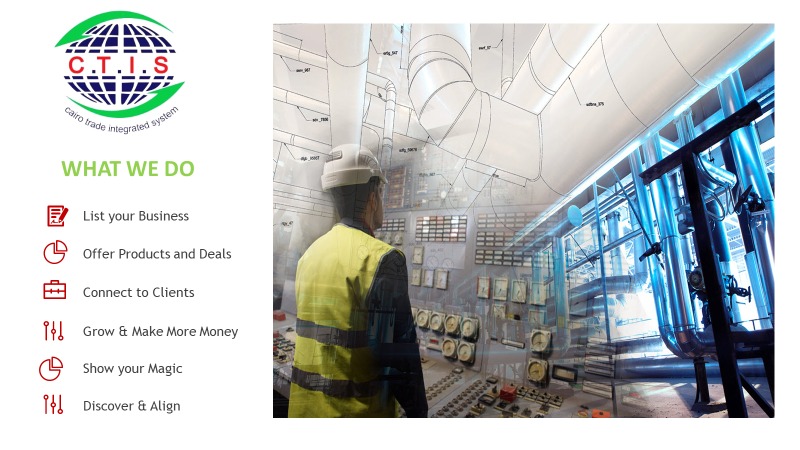 C.T.I.S
cairo trade integrated system
WHAT WE DO
List your Business
Offer Products and Deals
Connect to Clients
Grow & Make More Money
Show your Magic
Discover & Align